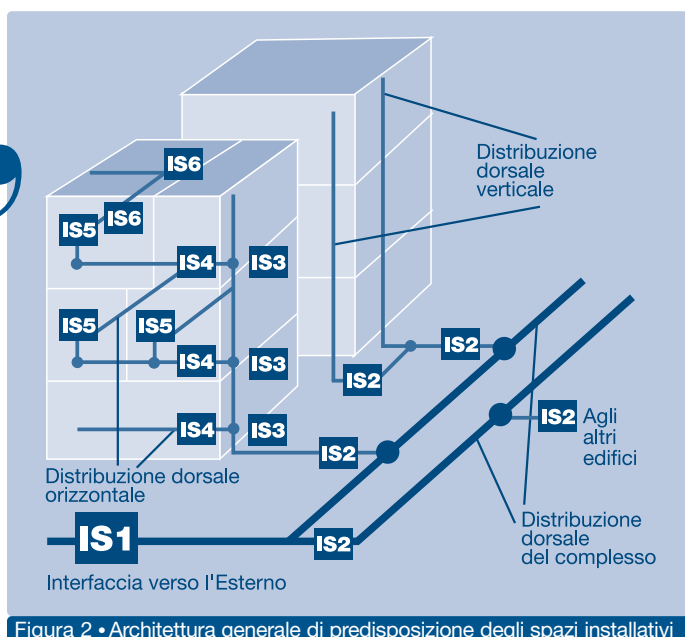 IS6
IS6
IS5
IS4
IS3
IS5
IS5
IS4
IS3
IS4
IS3
Distribuzione
dorsale
verticale
IS2
IS2
IS2
IS2
Agli
altri
edifici
Distribuzione dorsale
orizzontale
IS1
IS2
Distribuzione
dorsale
del complesso
Interfaccia verso l'Esterno
Figura 2 • Architettura generale di predisposizione degli spazi installativi